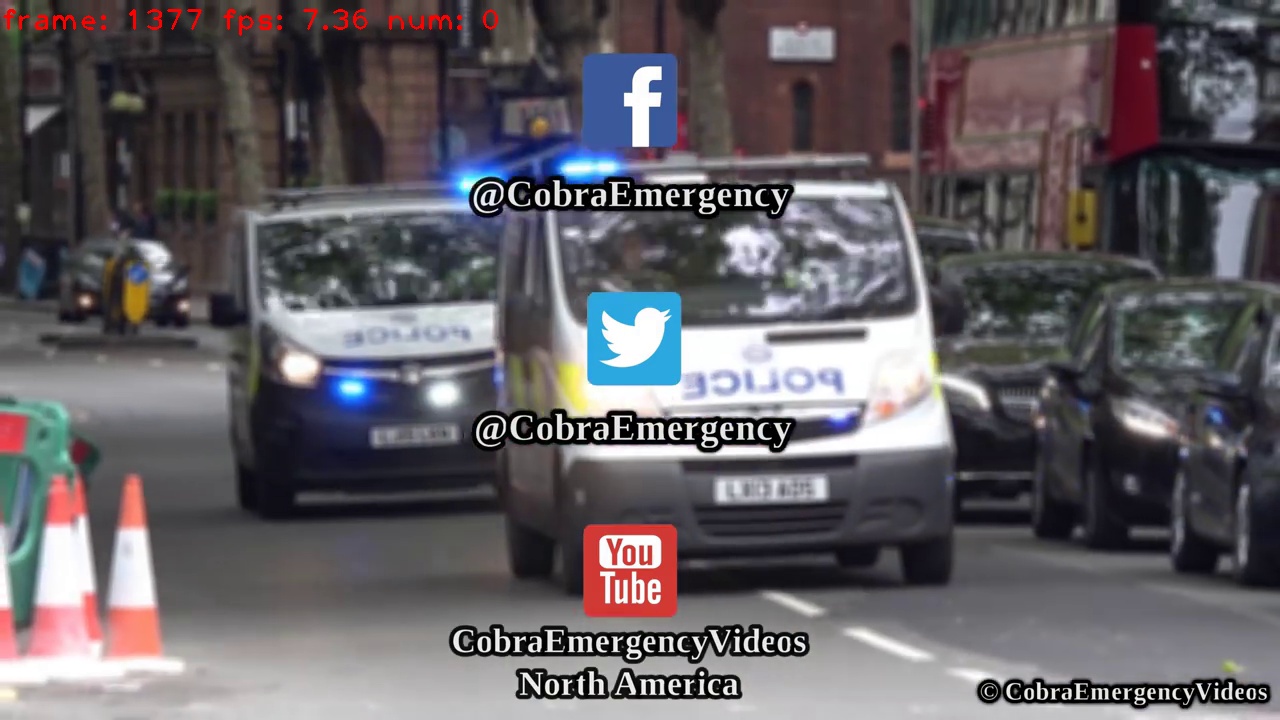 frame: 1377 fps: 7.36 num: 0
f
@CobraEmergency
@CobraEmergency
POLICE
POLICE
You
Tube
CobraEmergencyVideos
North America
© CobraEmergencyVideos